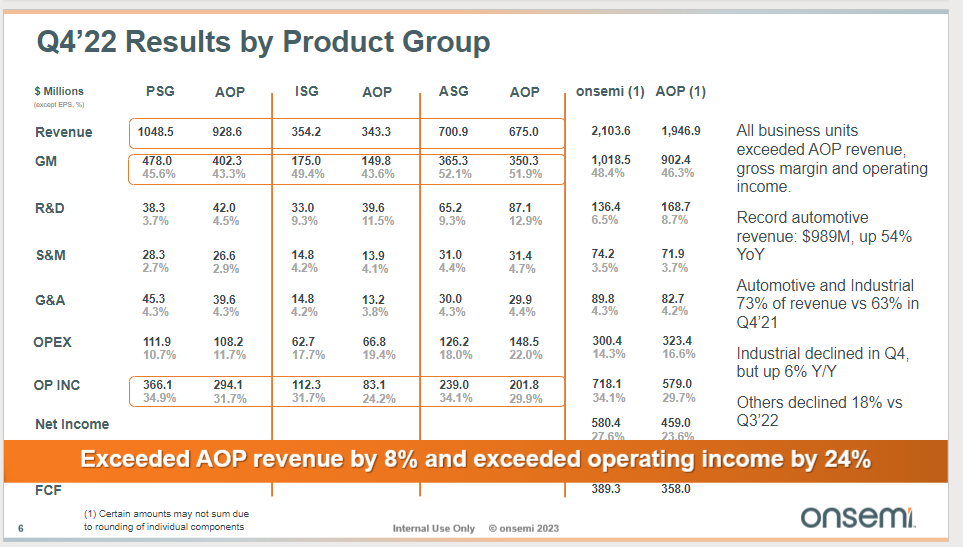 Q4’22 Results by Product Group
$ Millions PSG AOP ISG AOP ASG AOP onsemi (1) AOP (1)
(except EPS, %)
Revenue 1048.5 928.6 354.2 343.3 700.9 675.0 2,103.6 1,946.9
GM 478.0 402.3 175.0 149.8 365.3 350.3 1,018.5 902.4
45.6% 43.3% 49.4% 43.6% 52.1% 51.9% 48.4% 46.3%
R&D 38.3 42.0 33.0 39.6 65.2 87.1 136.4 168.7
3.7% 4.5% 9.3% 11.5% 9.3% 12.9% 6.5% 8.7%
S&M 28.3 26.6 14.8 13.9 31.0 31.4 74.2 71.9
2.7% 2.9% 4.2% 4.1% 4.4% 4.7% 3.5% 3.7%
G&A 45.3 39.6 14.8 13.2 30.0 29.9 89.8 82.7
4.3% 4.3% 4.2% 3.8% 4.3% 4.4% 4.3% 4.2%
OPEX 111.9 108.2 62.7 66.8 126.2 148.5 300.4 323.4
10.7% 11.7% 17.7% 19.4% 18.0% 22.0% 14.3% 16.6%
OP INC 366.1 294.1 112.3 83.1 239.0 201.8 718.1 579.0
34.9% 31.7% 31.7% 24.2% 34.1% 29.9% 34.1% 29.7%
Net Income 580.4 459.0
27.6% 23.6%
All business units
exceeded AOP revenue,
gross margin and operating
income.
Record automotive
revenue: $989M, up 54%
YoY
Automotive and Industrial
73% of revenue vs 63% in
Q4’21
Industrial declined in Q4,
but up 6% Y/Y
Others declined 18% vs
Q3’22
Exceeded AOP revenue by 8% and exceeded operating income by 24%
FCF 389.3 358.0
(1) Certain amounts may not sum due
to rounding of individual components
6 Internal Use Only © onsemi 2023
onsemi